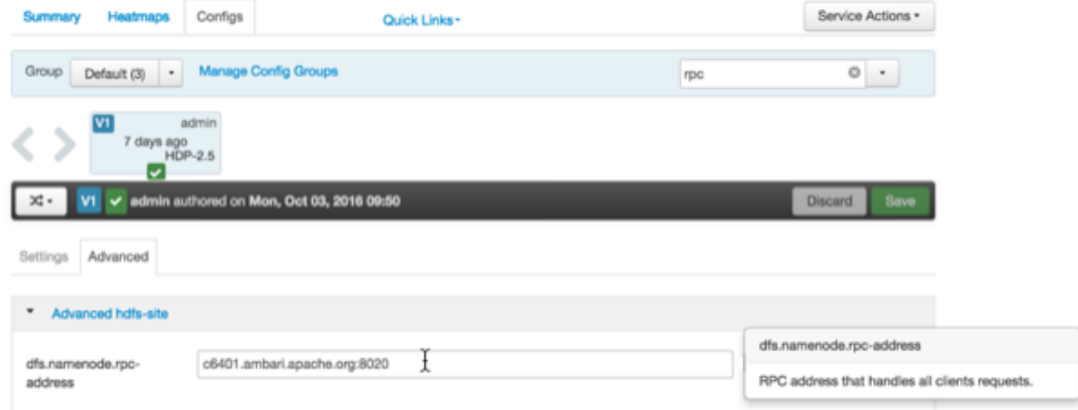 Summary Heatmaps Configs Quick Links Service Actions
Group Default (3) Manage Config Groups rpc
V1 admin
7 days ago
HDP-2.5
V1 admin authored on Mon, Oct 03, 2016 09:50 Discard Save
Settings Advanced
Advanced hdfs-site
dfs.namenode.rpc-
address
c6401.ambari.apache.org:8020
dfs.namenode.rpc-address
RPC address that handles all clients requests.